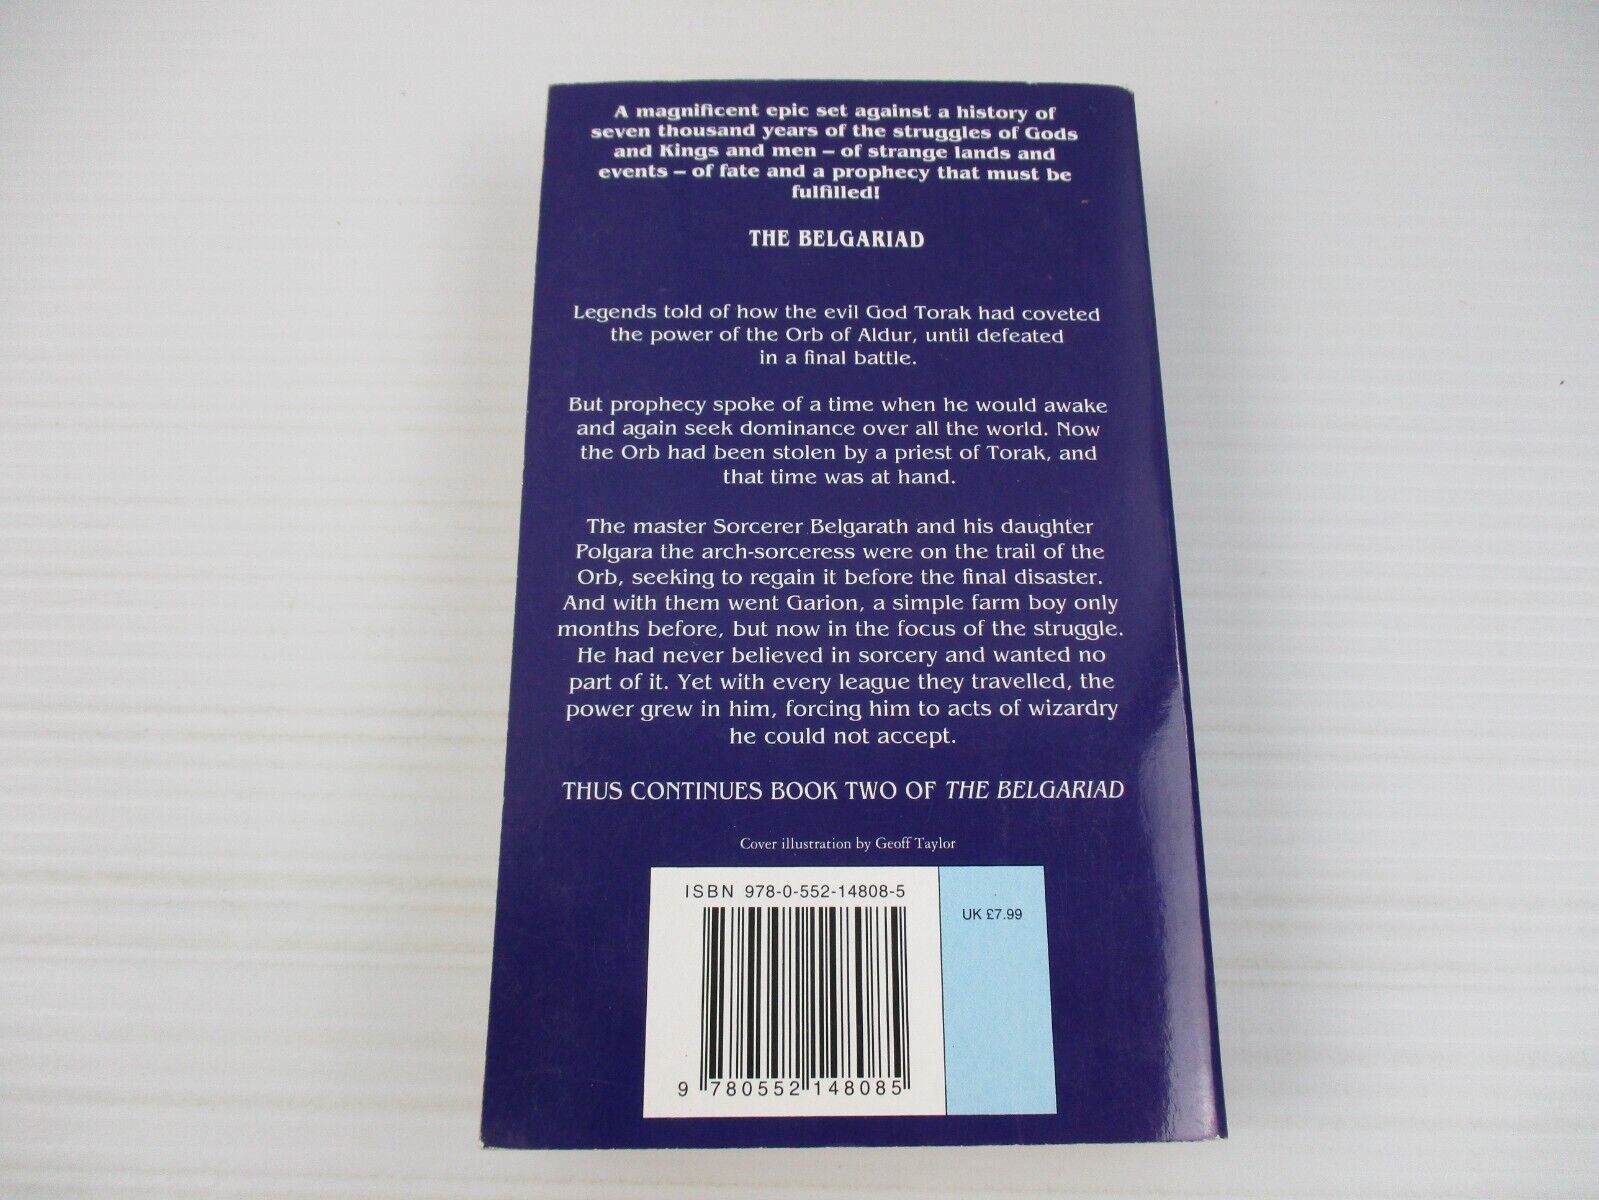 A magnificent epic set against a history of
seven thousand years of the struggles of Gods
and Kings and men – of strange lands and
events – of fate and a prophecy that must be
fulfilled!
THE BELGARIAD
Legends told of how the evil God Torak had coveted
the power of the Orb of Aldur, until defeated
in a final battle.
But prophecy spoke of a time when he would awake
and again seek dominance over all the world. Now
the Orb had been stolen by a priest of Torak, and
that time was at hand.
The master Sorcerer Belgarath and his daughter
Polgara the arch-sorceress were on the trail of the
Orb, seeking to regain it before the final disaster.
And with them went Garion, a simple farm boy only
months before, but now in the focus of the struggle.
He had never believed in sorcery and wanted no
part of it. Yet with every league they travelled, the
power grew in him, forcing him to acts of wizardry
he could not accept.
THUS CONTINUES BOOK TWO OF THE BELGARIAD
Cover illustration by Geoff Taylor
ISBN 978-0-552-14808-5
UK £7.99
9 780552 148085